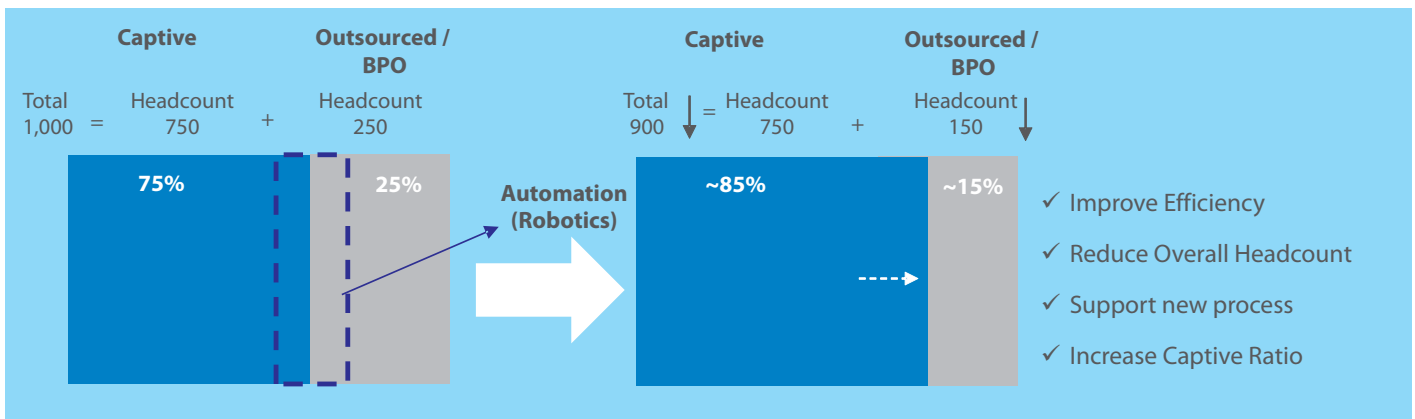 Captive
Outsourced /
BPO
Total
1,000 =
Headcount
750
+
Headcount
250
75%
25%
Automation
(Robotics)
Captive
Outsourced /
BPO
Total
900
=
Headcount
750
+
Headcount
150
~85%
~15%
✓ Improve Efficiency
✓ Reduce Overall Headcount
✓ Support new process
✓ Increase Captive Ratio